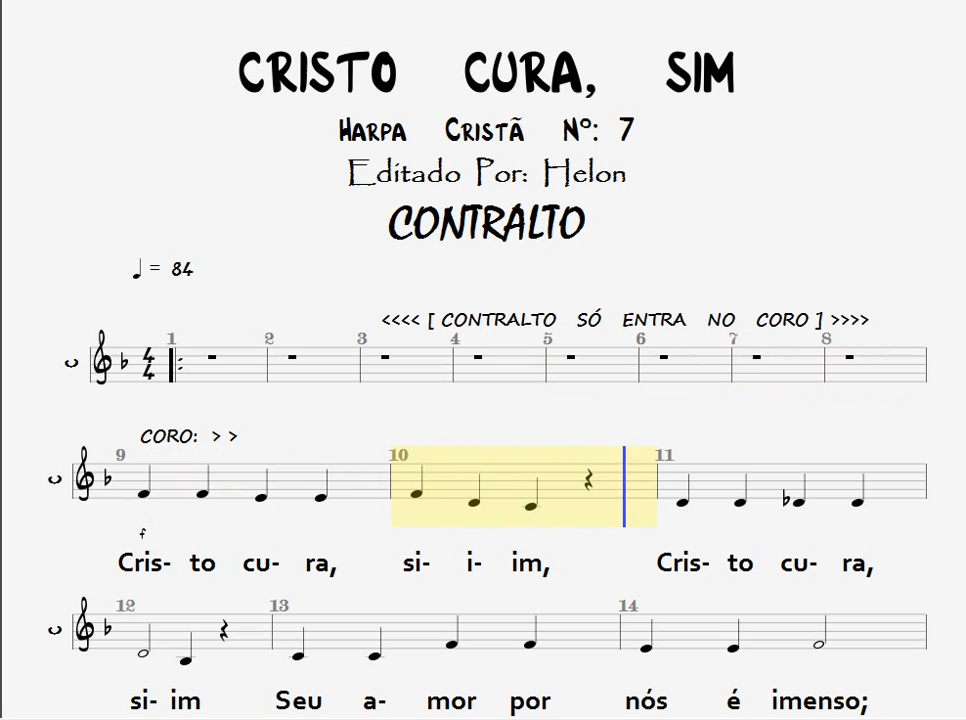 CRISTO CURA, SIM
HARPA CRISTÃ Nº: 7
Editado Por: Helon
CONTRALTO
= 84
<<<< [ CONTRALTO SÓ ENTRA NO CORO ] >>>>
1 2 3 4 5 6 7 8
4
4
CORO: > >
9 10 11
f
Cris- to cu- ra, si- i- im, Cris- to cu- ra,
12 13 14
si- im Seu a- mor por nós é imenso;